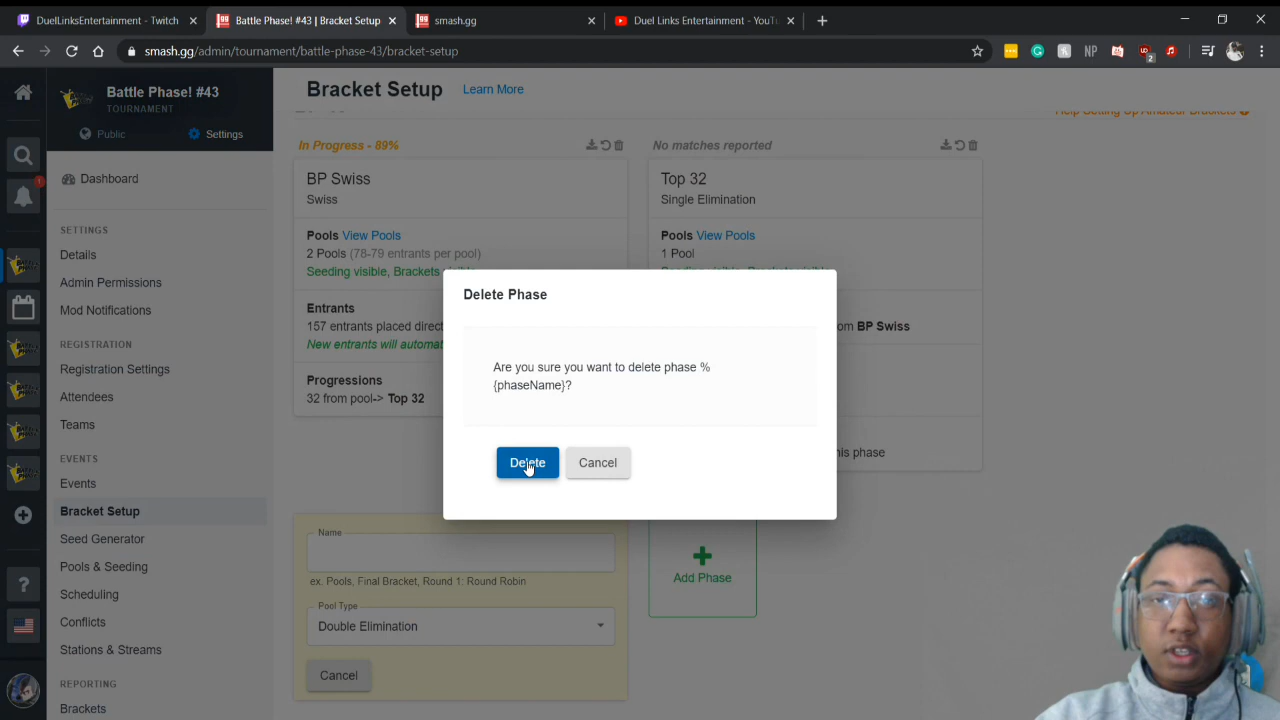 DuelLinksEntertainment - Twitch
Battle Phase! #43 | Bracket Setup
smash.gg
Duel Links Entertainment - YouTu
smash.gg/admin/tournament/battle-phase-43/bracket-setup
NP
2
Battle Phase! #43
TOURNAMENT
Public
Settings
Bracket Setup
Learn More
Help Setting Up Amateur Brackets
Dashboard
SETTINGS
Details
Admin Permissions
Mod Notifications
REGISTRATION
Registration Settings
Attendees
Teams
EVENTS
Events
Bracket Setup
Seed Generator
Pools & Seeding
Scheduling
Conflicts
Stations & Streams
REPORTING
Brackets
In Progress - 89%
BP Swiss
Swiss
Pools View Pools
2 Pools (78-79 entrants per pool)
Seeding visible, Brackets visible
Entrants
157 entrants placed direct
New entrants will automat
Progressions
32 from pool-> Top 32
No matches reported
Top 32
Single Elimination
Pools View Pools
1 Pool
Seeding visible, Brackets visible
om BP Swiss
his phase
Delete Phase
Are you sure you want to delete phase %
{phaseName}?
Delete
Cancel
Name
ex. Pools, Final Bracket, Round 1: Round Robin
Pool Type
Double Elimination
Cancel
Add Phase